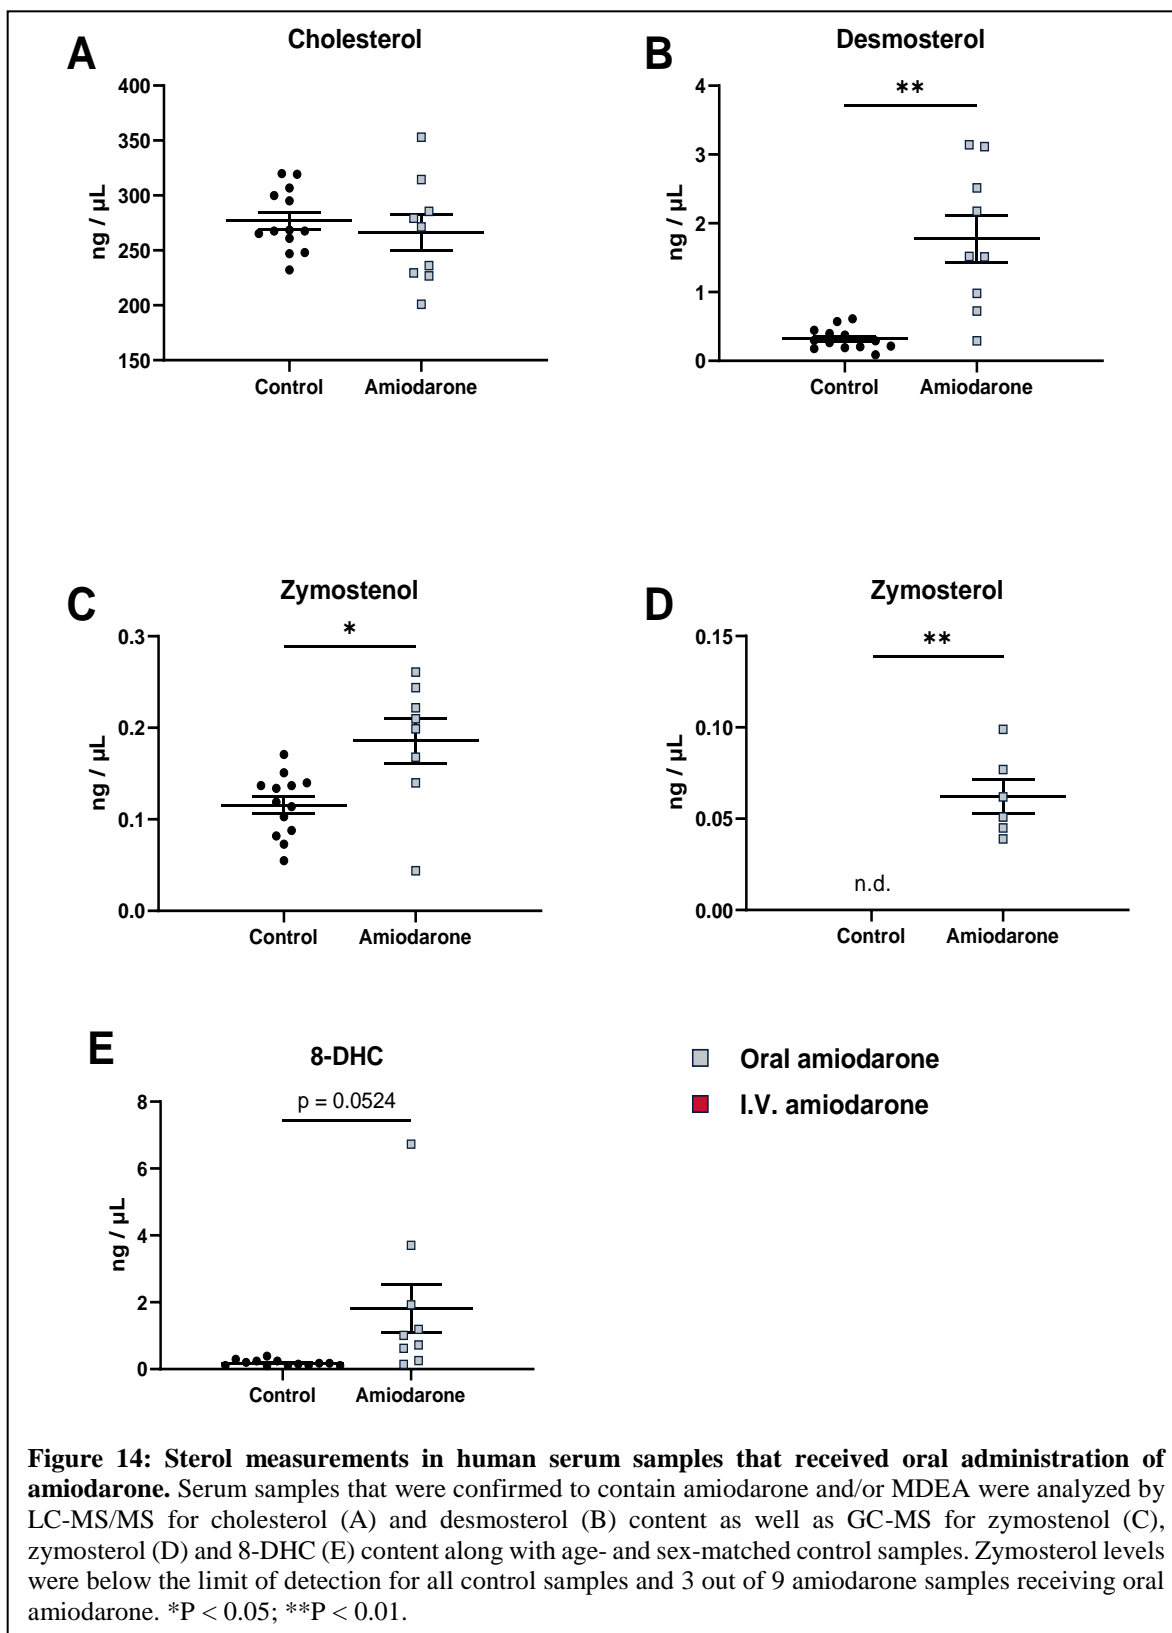 A
Cholesterol
400
350
300
250
200
150
ng / µL
Control
Amiodarone
B
Desmosterol
**
4
3
2
1
0
ng / µL
Control
Amiodarone
C
Zymostenol
*
0.3
0.2
0.1
0.0
ng / µL
Control
Amiodarone
D
Zymosterol
**
0.15
0.10
0.05
0.00
ng / µL
n.d.
Control
Amiodarone
E
8-DHC
p = 0.0524
8
6
4
2
0
ng / µL
Control
Amiodarone
Oral amiodarone
I.V. amiodarone
Figure 14: Sterol measurements in human serum samples that received oral administration of
amiodarone. Serum samples that were confirmed to contain amiodarone and/or MDEA were analyzed by
LC-MS/MS for cholesterol (A) and desmosterol (B) content as well as GC-MS for zymostenol (C),
zymosterol (D) and 8-DHC (E) content along with age- and sex-matched control samples. Zymosterol levels
were below the limit of detection for all control samples and 3 out of 9 amiodarone samples receiving oral
amiodarone. *P < 0.05; **P < 0.01.